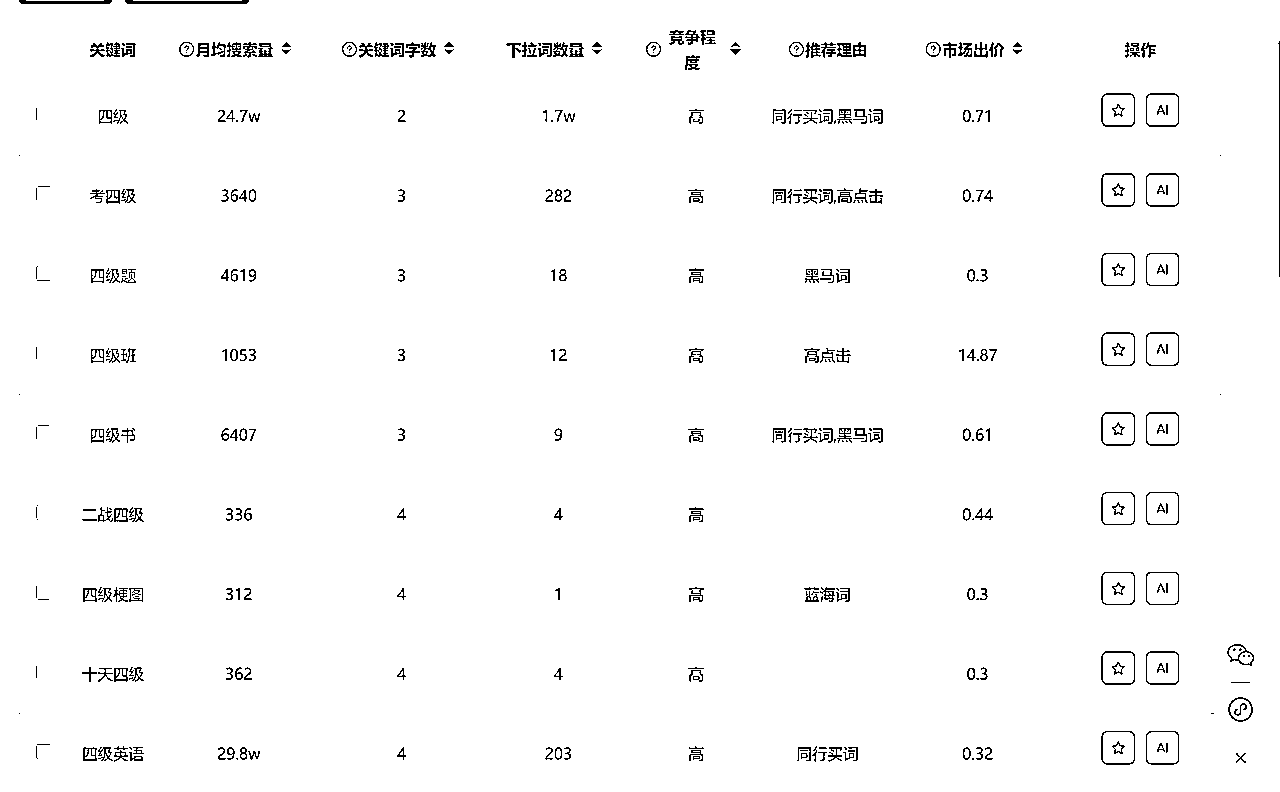 关键词 月均搜索量 关键词字数 下拉词数量 竞争程度 推荐理由 市场出价 操作
四级 24.7w 2 1.7w 高 同行买词,黑马词 0.71 AI
考四级 3640 3 282 高 同行买词,高点击 0.74 AI
四级题 4619 3 18 高 黑马词 0.3 AI
四级班 1053 3 12 高 高点击 14.87 AI
四级书 6407 3 9 高 同行买词,黑马词 0.61 AI
二战四级 336 4 4 高 0.44 AI
四级梗图 312 4 1 高 蓝海词 0.3 AI
十天四级 362 4 4 高 0.3 AI
四级英语 29.8w 4 203 高 同行买词 0.32 AI